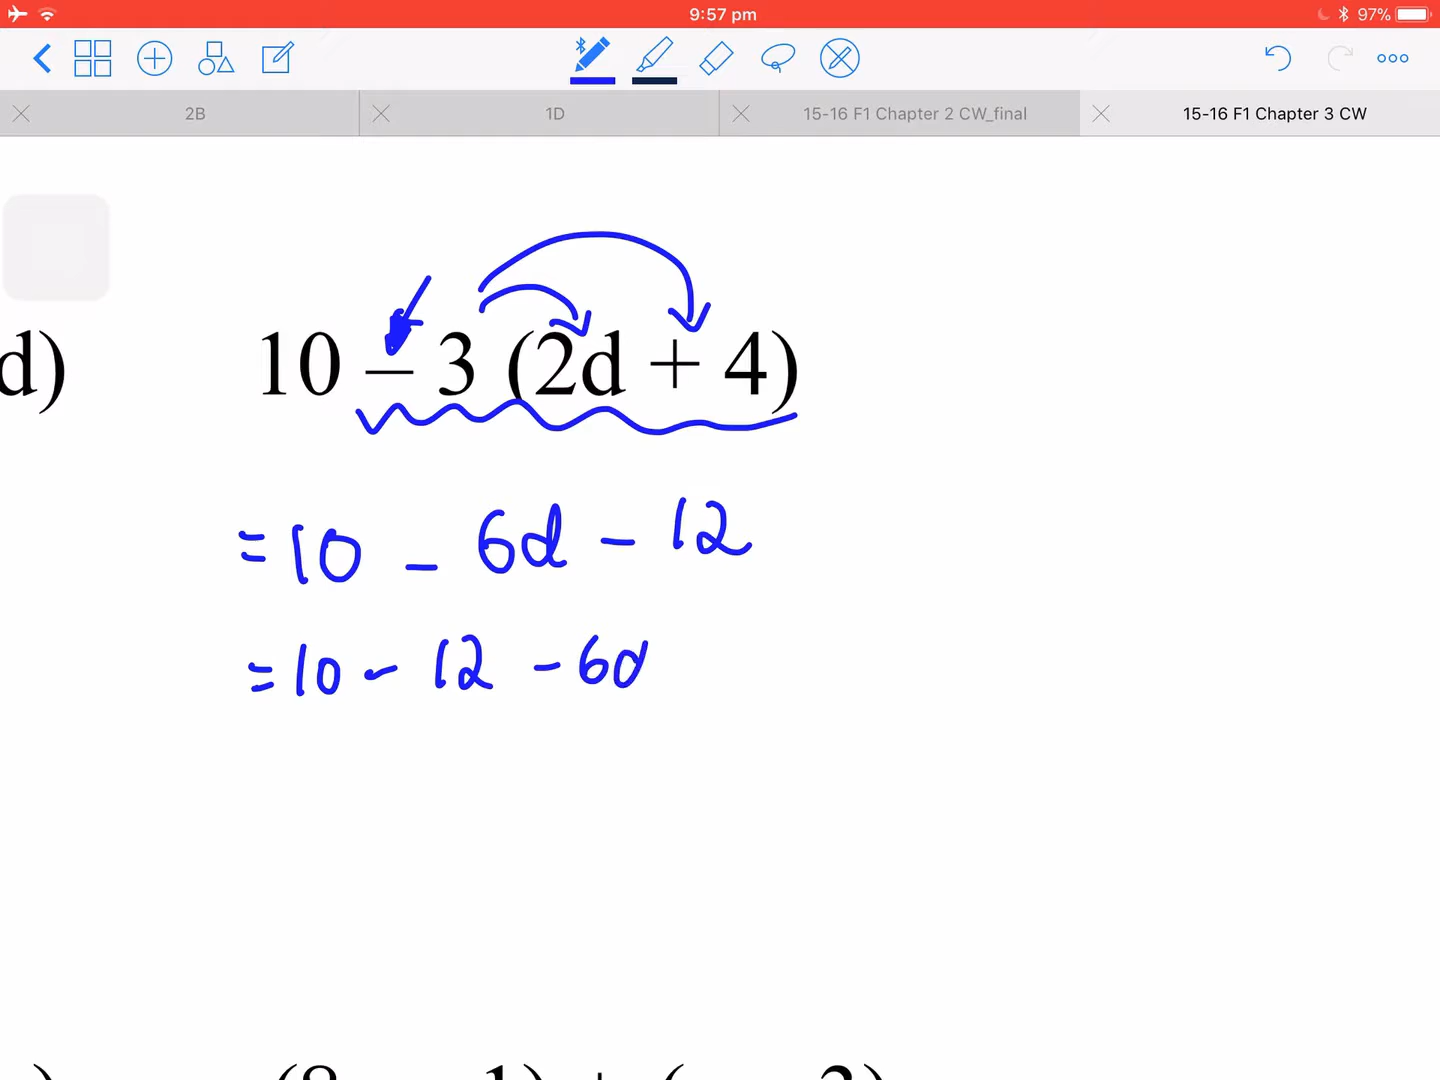 9:57 pm
97%
2B
1D
15-16 F1 Chapter 2 CW_final
15-16 F1 Chapter 3 CW
d) 10 – 3 (2d + 4)
= 10 - 6d - 12
= 10 - 12 - 6d